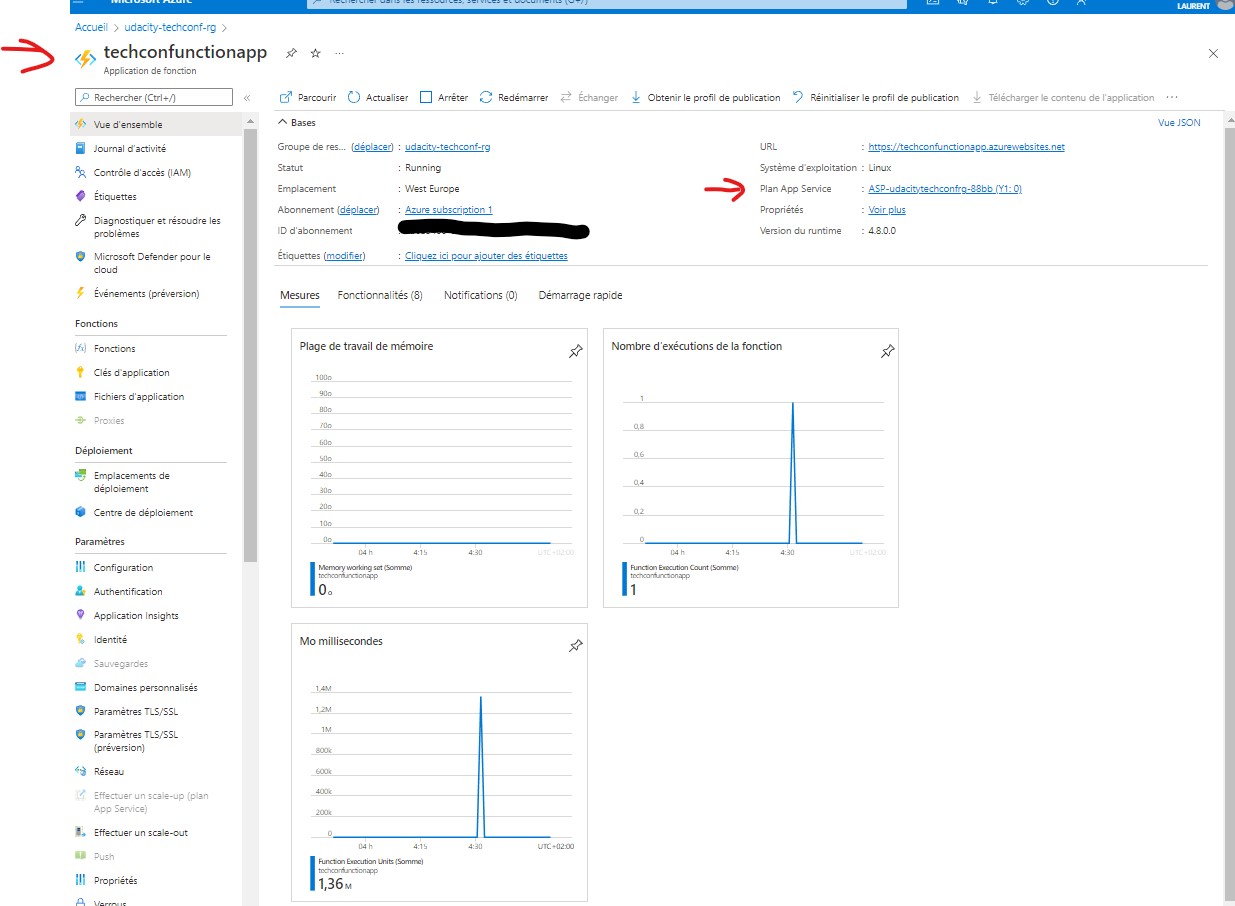 Microsoft Azure
Rechercher dans les ressources, services et documents (G+/)
LAURENT
Accueil > udacity-techconf-rg >
techconfunctionapp
Application de fonction
Rechercher (Ctrl+/)
Parcourir Actualiser Arrêter Redémarrer Échanger Obtenir le profil de publication Réinitialiser le profil de publication Télécharger le contenu de l'application
Vue d'ensemble
Journal d'activité
Contrôle d'accès (IAM)
Étiquettes
Diagnostiquer et résoudre les
problèmes
Microsoft Defender pour le
cloud
Événements (préversion)
Fonctions
Fonctions
Clés d'application
Fichiers d'application
Proxies
Déploiement
Emplacements de
déploiement
Centre de déploiement
Paramètres
Configuration
Authentification
Application Insights
Identité
Sauvegardes
Domaines personnalisés
Paramètres TLS/SSL
Paramètres TLS/SSL
(préversion)
Réseau
Effectuer un scale-up (plan
App Service)
Effectuer un scale-out
Push
Propriétés
Verrous
Bases
Vue JSON
Groupe de res... (déplacer) : udacity-techconf-rg
Statut : Running
Emplacement : West Europe
Abonnement (déplacer) : Azure subscription 1
ID d'abonnement :
Étiquettes (modifier) : Cliquez ici pour ajouter des étiquettes
URL : https://techconfunctionapp.azurewebsites.net
Système d'exploitation : Linux
Plan App Service : ASP-udacitytechconfrg-88bb (Y1: 0)
Propriétés : Voir plus
Version du runtime : 4.8.0.0
Mesures Fonctionnalités (8) Notifications (0) Démarrage rapide
Plage de travail de mémoire
100o
90o
80o
70o
60o
50o
40o
30o
20o
10o
0o
04 h 4:15 4:30 UTC+02:00
Memory working set (Somme)
techconfunctionapp
0o
Nombre d'exécutions de la fonction
1
0,8
0,6
0,4
0,2
0
04 h 4:15 4:30 UTC+02:00
Function Execution Count (Somme)
techconfunctionapp
1
Mo millisecondes
1,4M
1,2M
1M
800k
600k
400k
200k
0
04 h 4:15 4:30 UTC+02:00
Function Execution Units (Somme)
techconfunctionapp
1,36 M